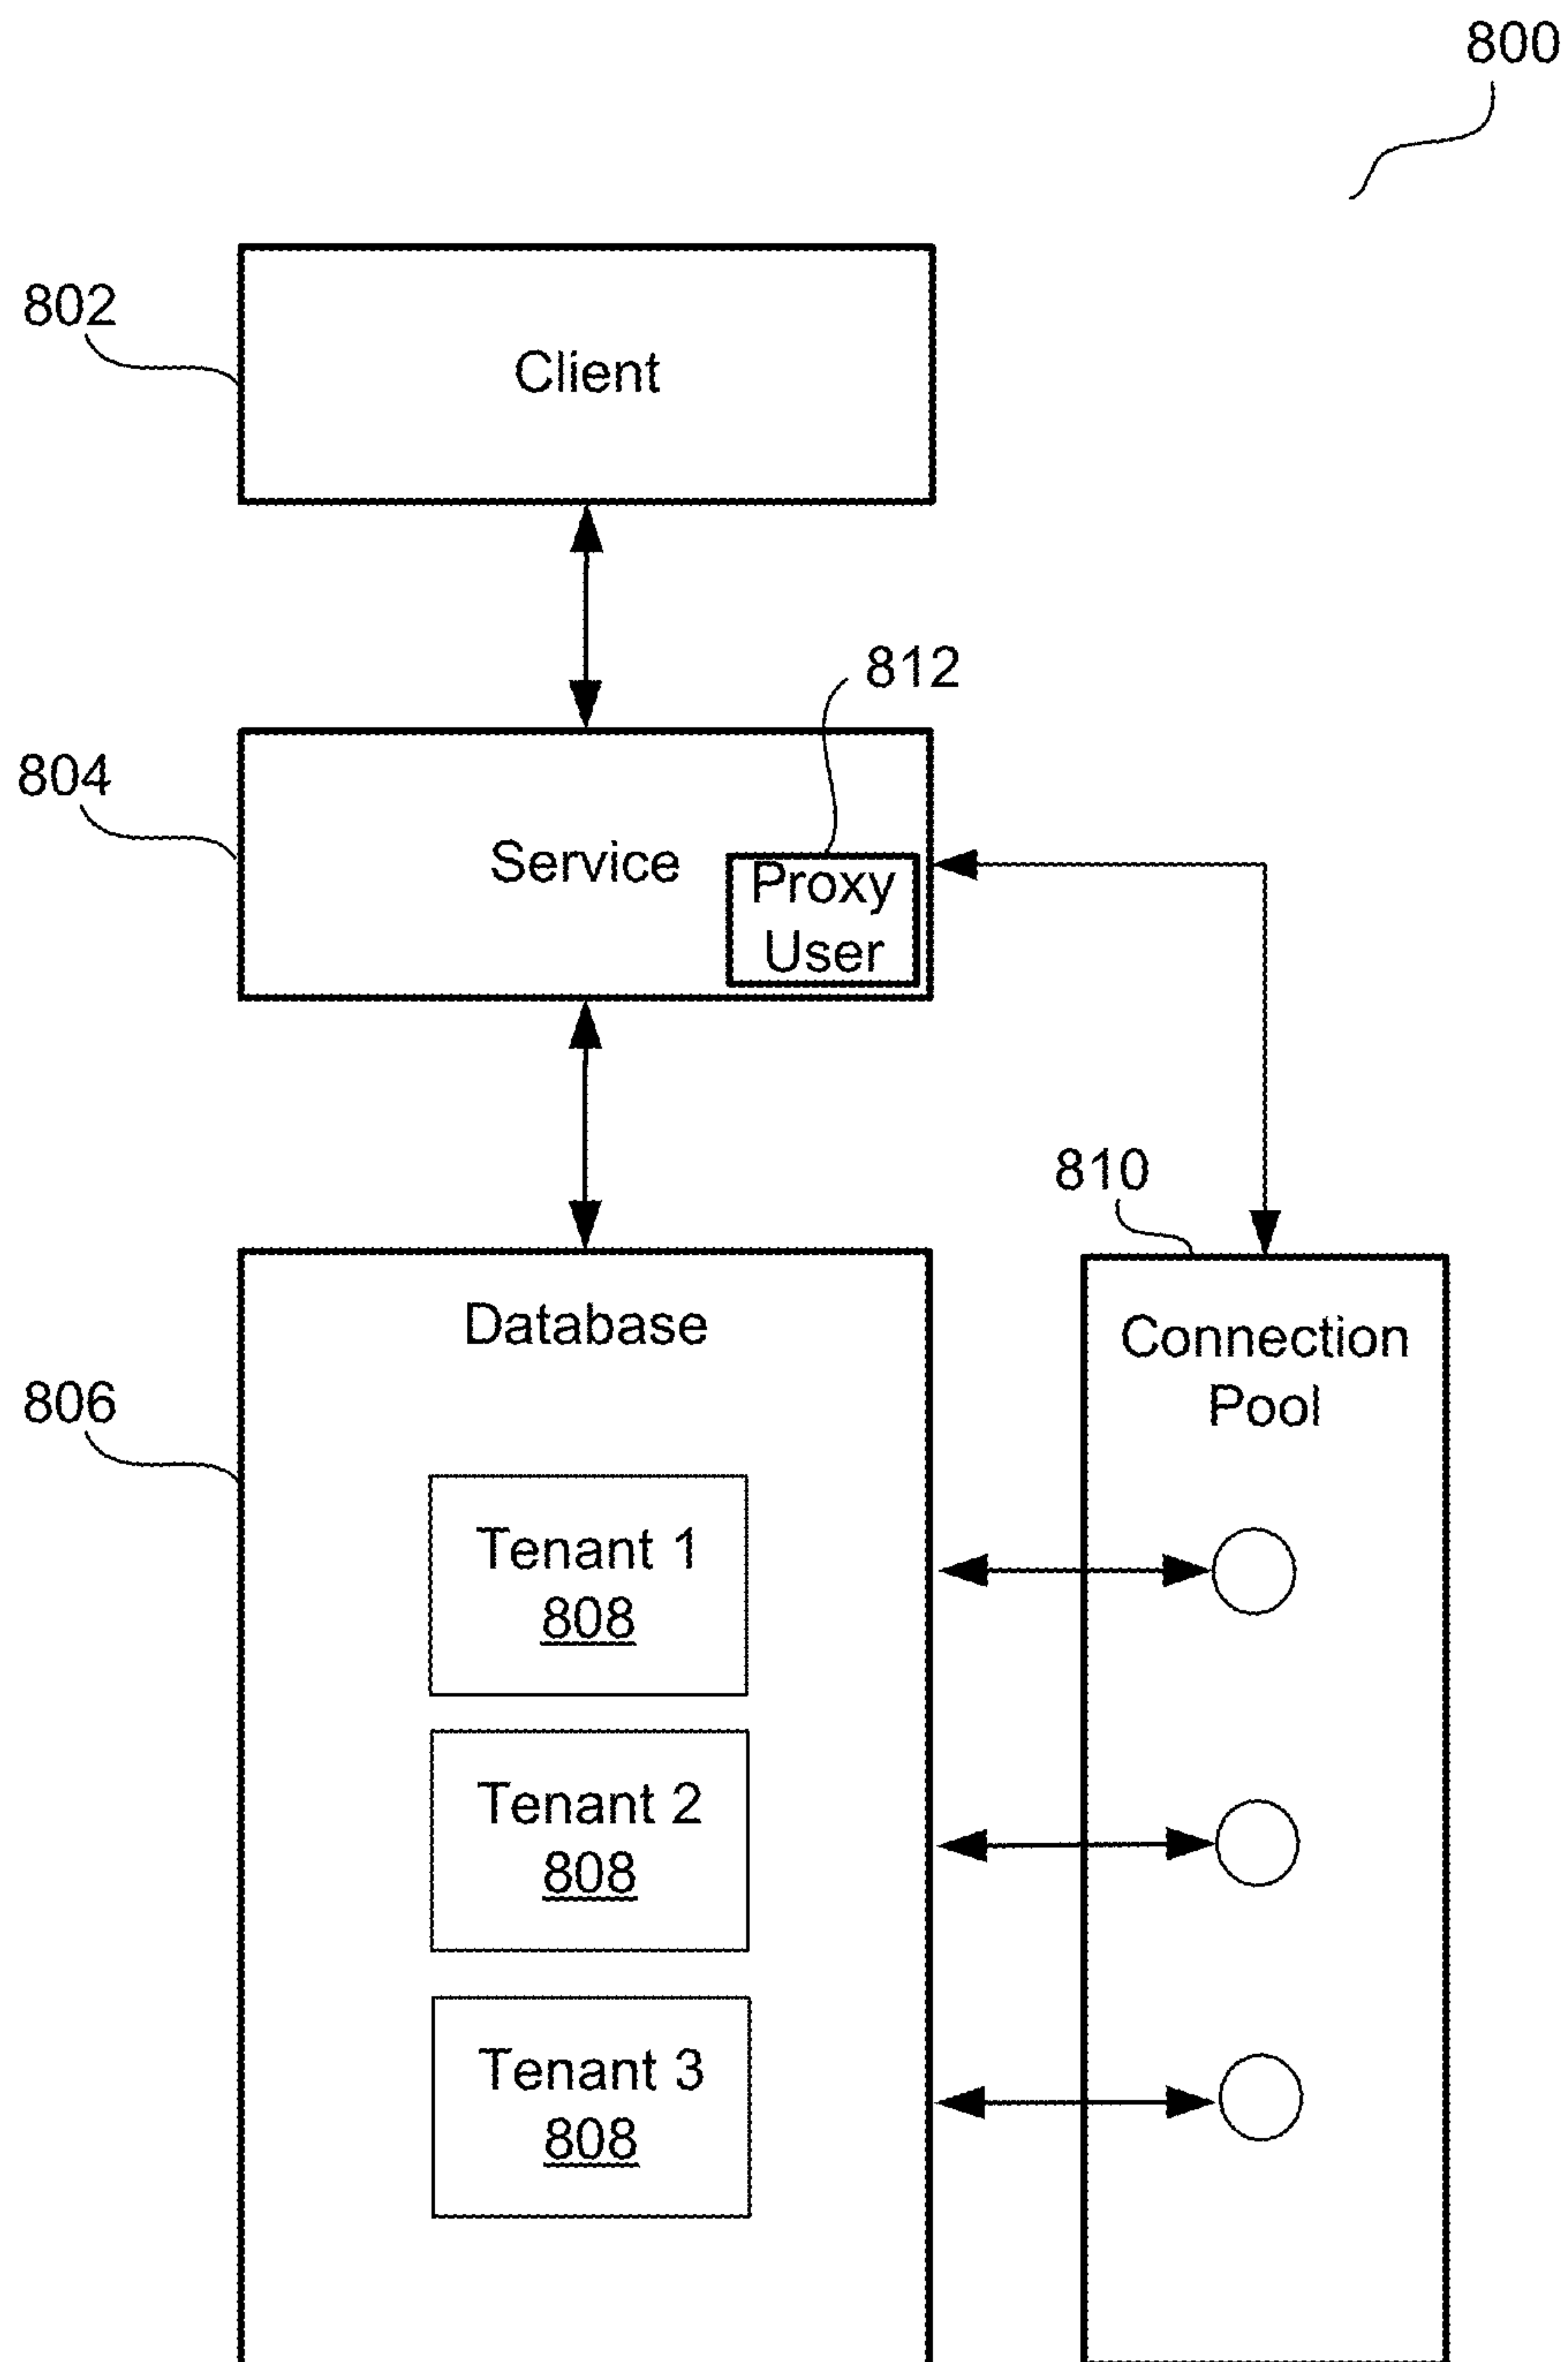 800
802
Client
812
804
Service
Proxy
User
810
Database
Connection
Pool
806
Tenant 1
808
Tenant 2
808
Tenant 3
808